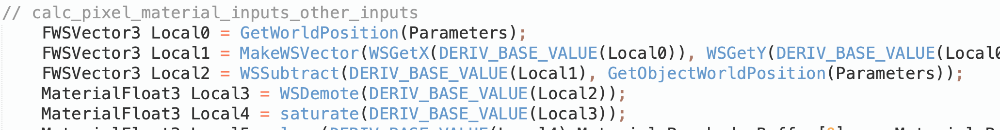 // calc_pixel_material_inputs_other_inputs
FWSVector3 Local0 = GetWorldPosition(Parameters);
FWSVector3 Local1 = MakeWSVector(WSGetX(DERIV_BASE_VALUE(Local0)), WSGetY(DERIV_BASE_VALUE(Local0
FWSVector3 Local2 = WSSubtract(DERIV_BASE_VALUE(Local1), GetObjectWorldPosition(Parameters));
MaterialFloat3 Local3 = WSDemote(DERIV_BASE_VALUE(Local2));
MaterialFloat3 Local4 = saturate(DERIV_BASE_VALUE(Local3));